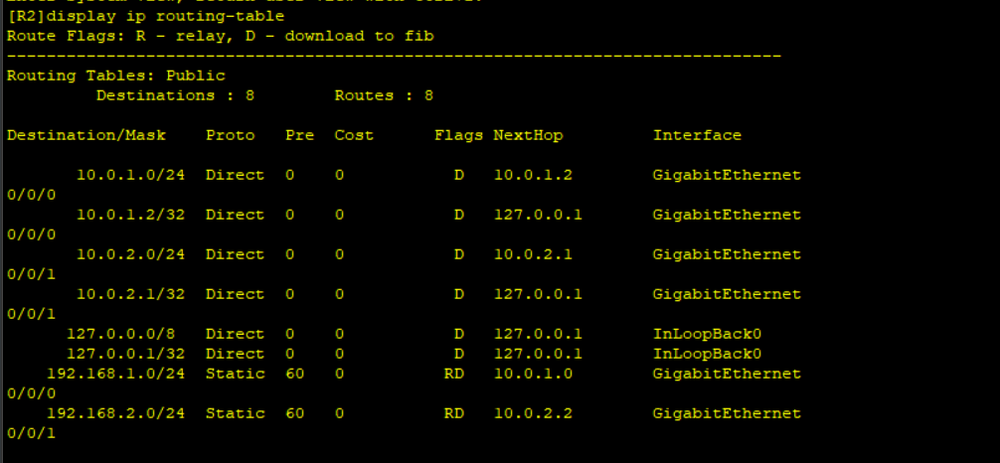 [R2]display ip routing-table
Route Flags: R - relay, D - download to fib
------------------------------------------------------------------------------
Routing Tables: Public
         Destinations : 8        Routes : 8

Destination/Mask    Proto   Pre  Cost      Flags NextHop         Interface

       10.0.1.0/24  Direct  0    0           D   10.0.1.2        GigabitEthernet
0/0/0
       10.0.1.2/32  Direct  0    0           D   127.0.0.1       GigabitEthernet
0/0/0
       10.0.2.0/24  Direct  0    0           D   10.0.2.1        GigabitEthernet
0/0/1
       10.0.2.1/32  Direct  0    0           D   127.0.0.1       GigabitEthernet
0/0/1
      127.0.0.0/8   Direct  0    0           D   127.0.0.1       InLoopBack0
      127.0.0.1/32  Direct  0    0           D   127.0.0.1       InLoopBack0
    192.168.1.0/24  Static  60   0          RD   10.0.1.0        GigabitEthernet
0/0/0
    192.168.2.0/24  Static  60   0          RD   10.0.2.2        GigabitEthernet
0/0/1